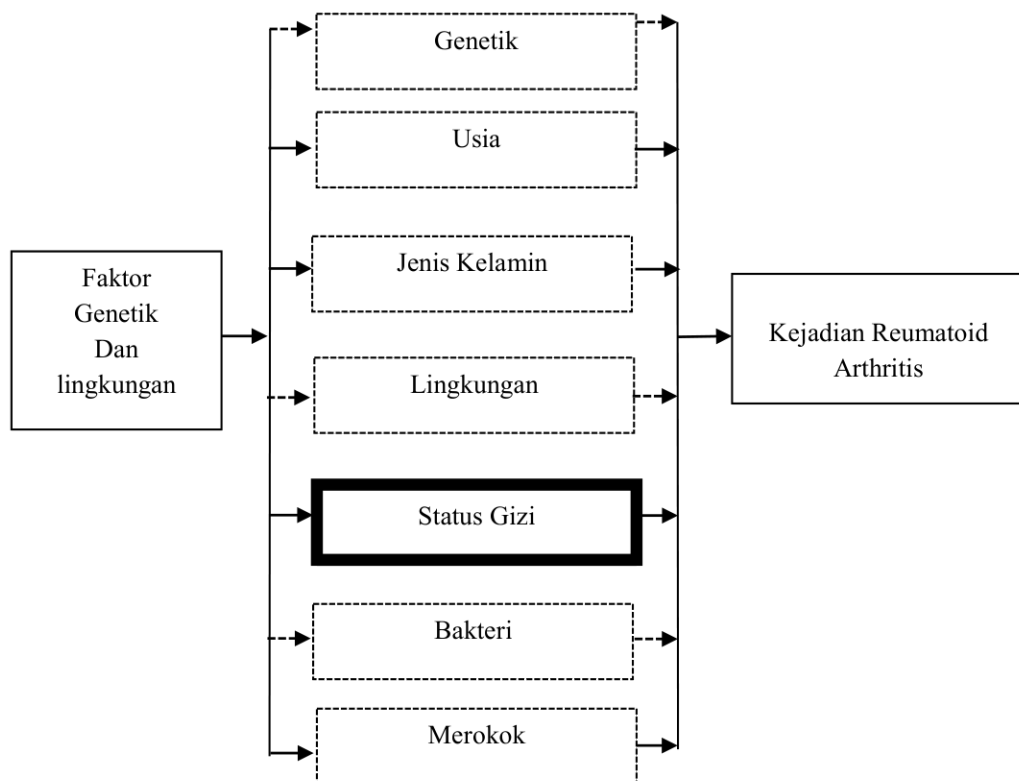 Genetik
Usia
Jenis Kelamin
Faktor
Genetik
Dan
lingkungan
Kejadian Reumatoid
Arthritis
Lingkungan
Status Gizi
Bakteri
Merokok